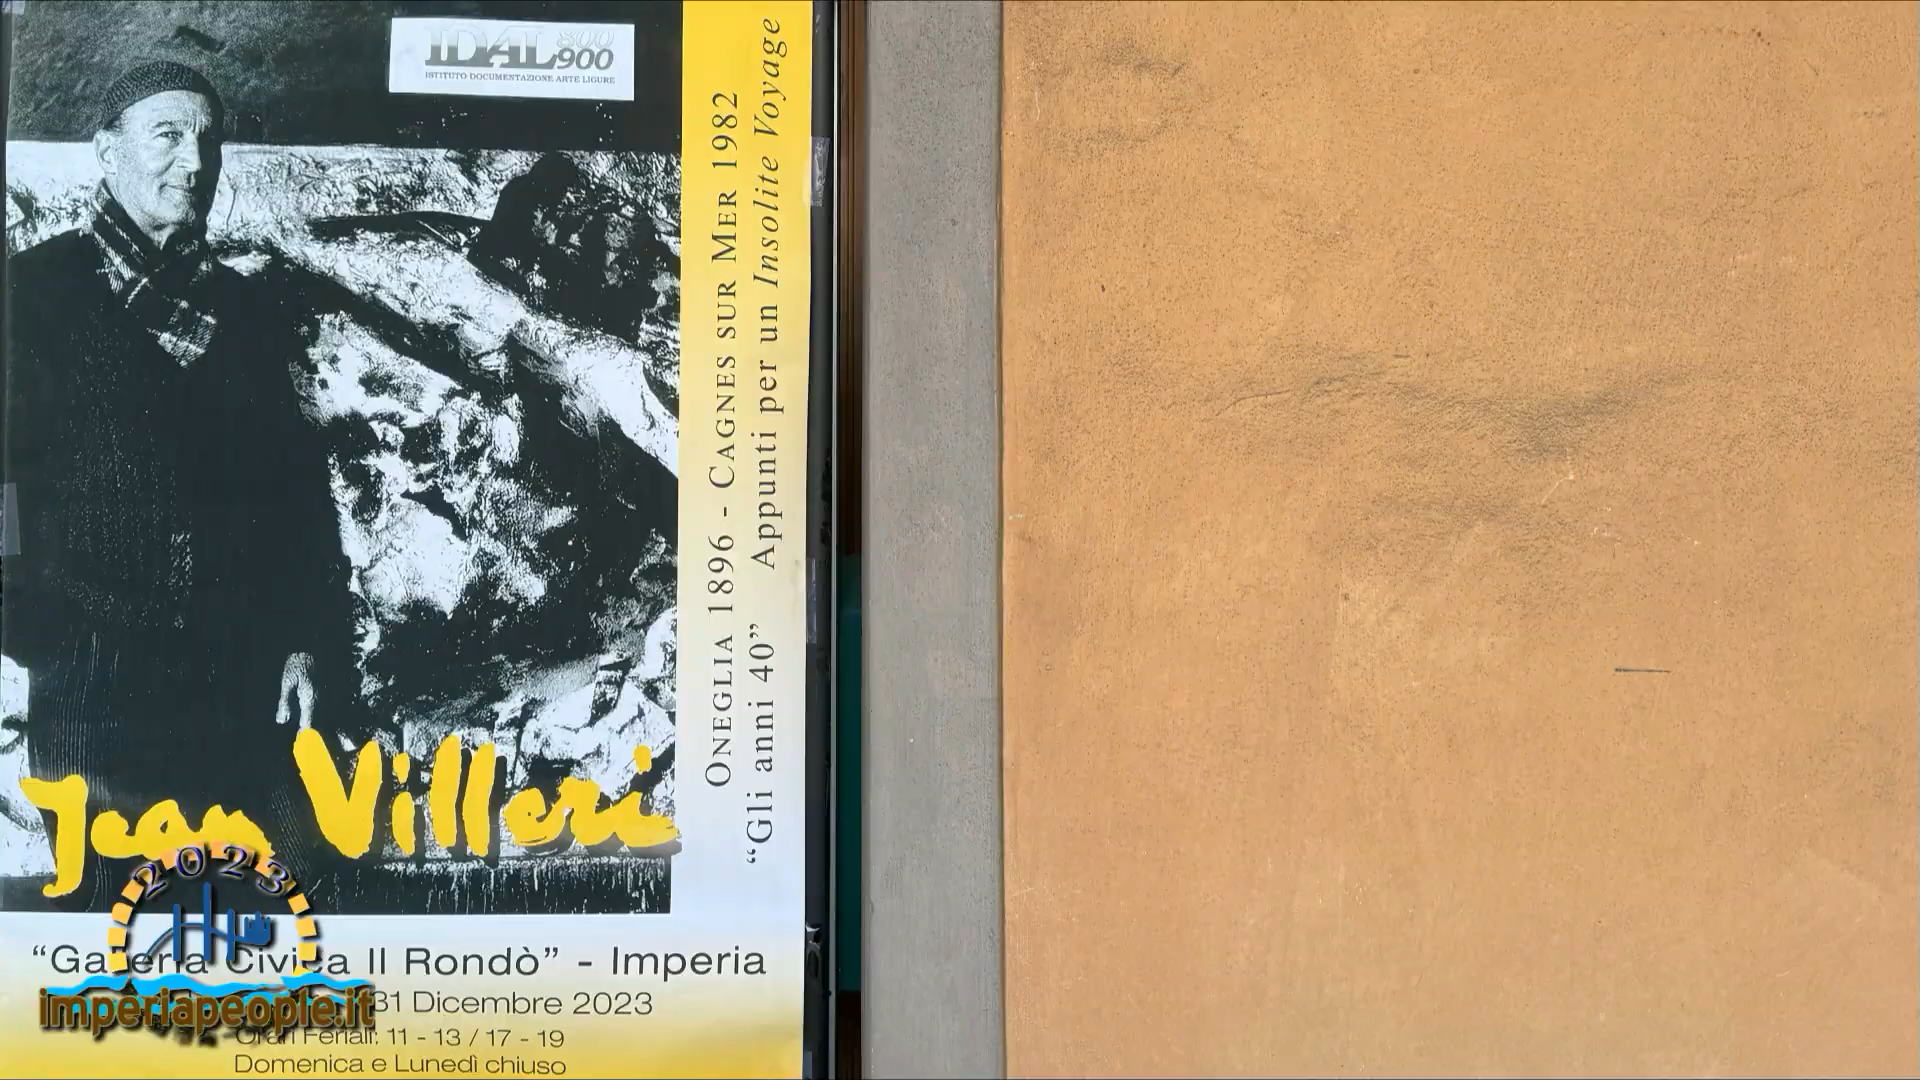 IDAL 800
900
ISTITUTO DOCUMENTAZIONE ARTE LIGURE
ONEGLIA 1896 - CAGNES SUR MER 1982
“Gli anni 40” Appunti per un Insolite Voyage
Jean Villeri
2023
“Galleria Civica Il Rondò” - Imperia
imperiapeople.it
31 Dicembre 2023
Orari Feriali: 11 - 13 / 17 - 19
Domenica e Lunedì chiuso